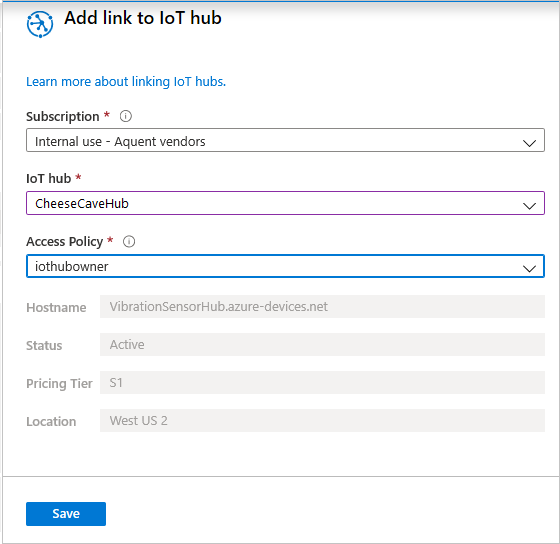 Add link to IoT hub
Learn more about linking IoT hubs.
Subscription *
Internal use - Aquent vendors
IoT hub *
CheeseCaveHub
Access Policy *
iothubowner
Hostname VibrationSensorHub.azure-devices.net
Status Active
Pricing Tier S1
Location West US 2
Save